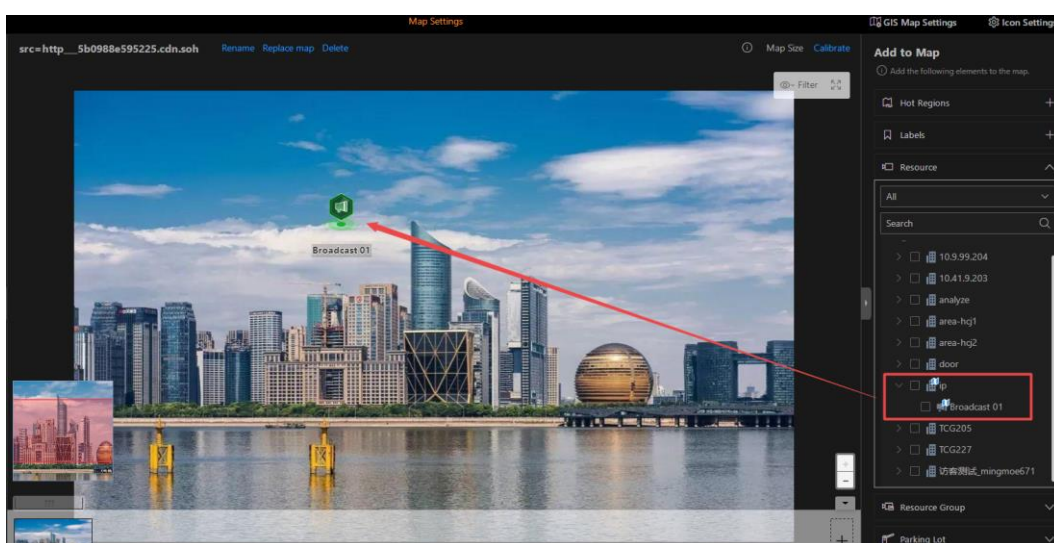 Map Settings
GIS Map Settings
Icon Setting
src=http__5b0988e595225.cdn.soh
Rename
Replace map
Delete
Map Size
Calibrate
Add to Map
Add the following elements to the map.
Filter
Hot Regions
Labels
Resource
All
Search
10.9.99.204
10.41.9.203
analyze
area-hcj1
area-hcj2
door
ip
Broadcast 01
TCG205
TCG227
访客测试_mingmoe671
Resource Group
Parking Lot
Broadcast 01